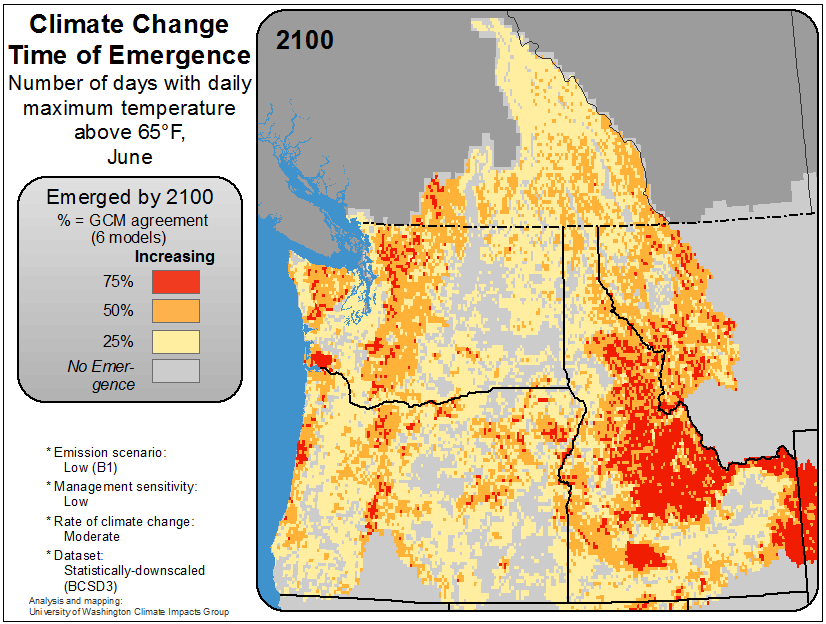 Climate Change
Time of Emergence
Number of days with daily
maximum temperature
above 65°F,
June
2100
Emerged by 2100
% = GCM agreement
(6 models)
Increasing
75%
50%
25%
No Emer-
gence
* Emission scenario:
Low (B1)
* Management sensitivity:
Low
* Rate of climate change:
Moderate
* Dataset:
Statistically-downscaled
(BCSD3)
Analysis and mapping:
University of Washington Climate Impacts Group